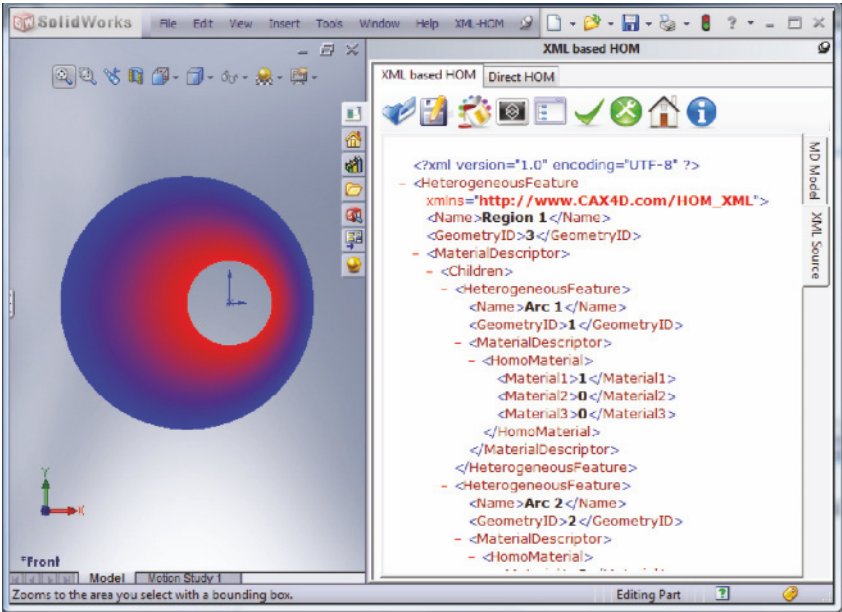 SolidWorks File Edit View Insert Tools Window Help XML-HOM
XML based HOM
XML based HOM Direct HOM
<?xml version="1.0" encoding="UTF-8" ?>
- <HeterogeneousFeature
xmlns="http://www.CAX4D.com/HOM_XML">
<Name>Region 1</Name>
<GeometryID>3</GeometryID>
- <MaterialDescriptor>
- <Children>
- <HeterogeneousFeature>
<Name>Arc 1</Name>
<GeometryID>1</GeometryID>
- <MaterialDescriptor>
- <HomoMaterial>
<Material1>1</Material1>
<Material2>0</Material2>
<Material3>0</Material3>
</HomoMaterial>
</MaterialDescriptor>
</HeterogeneousFeature>
- <HeterogeneousFeature>
<Name>Arc 2</Name>
<GeometryID>2</GeometryID>
- <MaterialDescriptor>
- <HomoMaterial>
MD Model
XML Source
Y
X
*Front
Model Motion Study 1
Zooms to the area you select with a bounding box. Editing Part